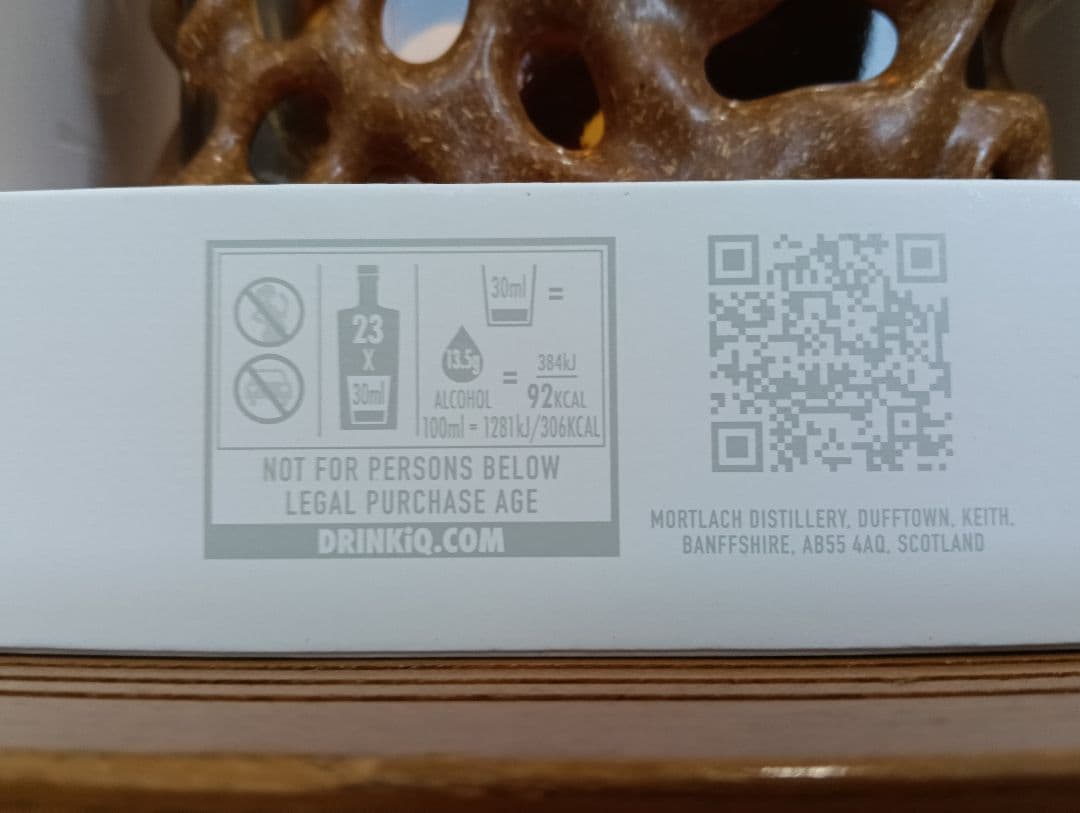 23
X
30ml
30ml =
13.5g
ALCOHOL
=
384kJ
92KCAL
100ml = 1281kJ/306KCAL
NOT FOR PERSONS BELOW
LEGAL PURCHASE AGE
DRINKiQ.COM
MORTLACH DISTILLERY, DUFFTOWN, KEITH.
BANFFSHIRE, AB55 4AQ, SCOTLAND